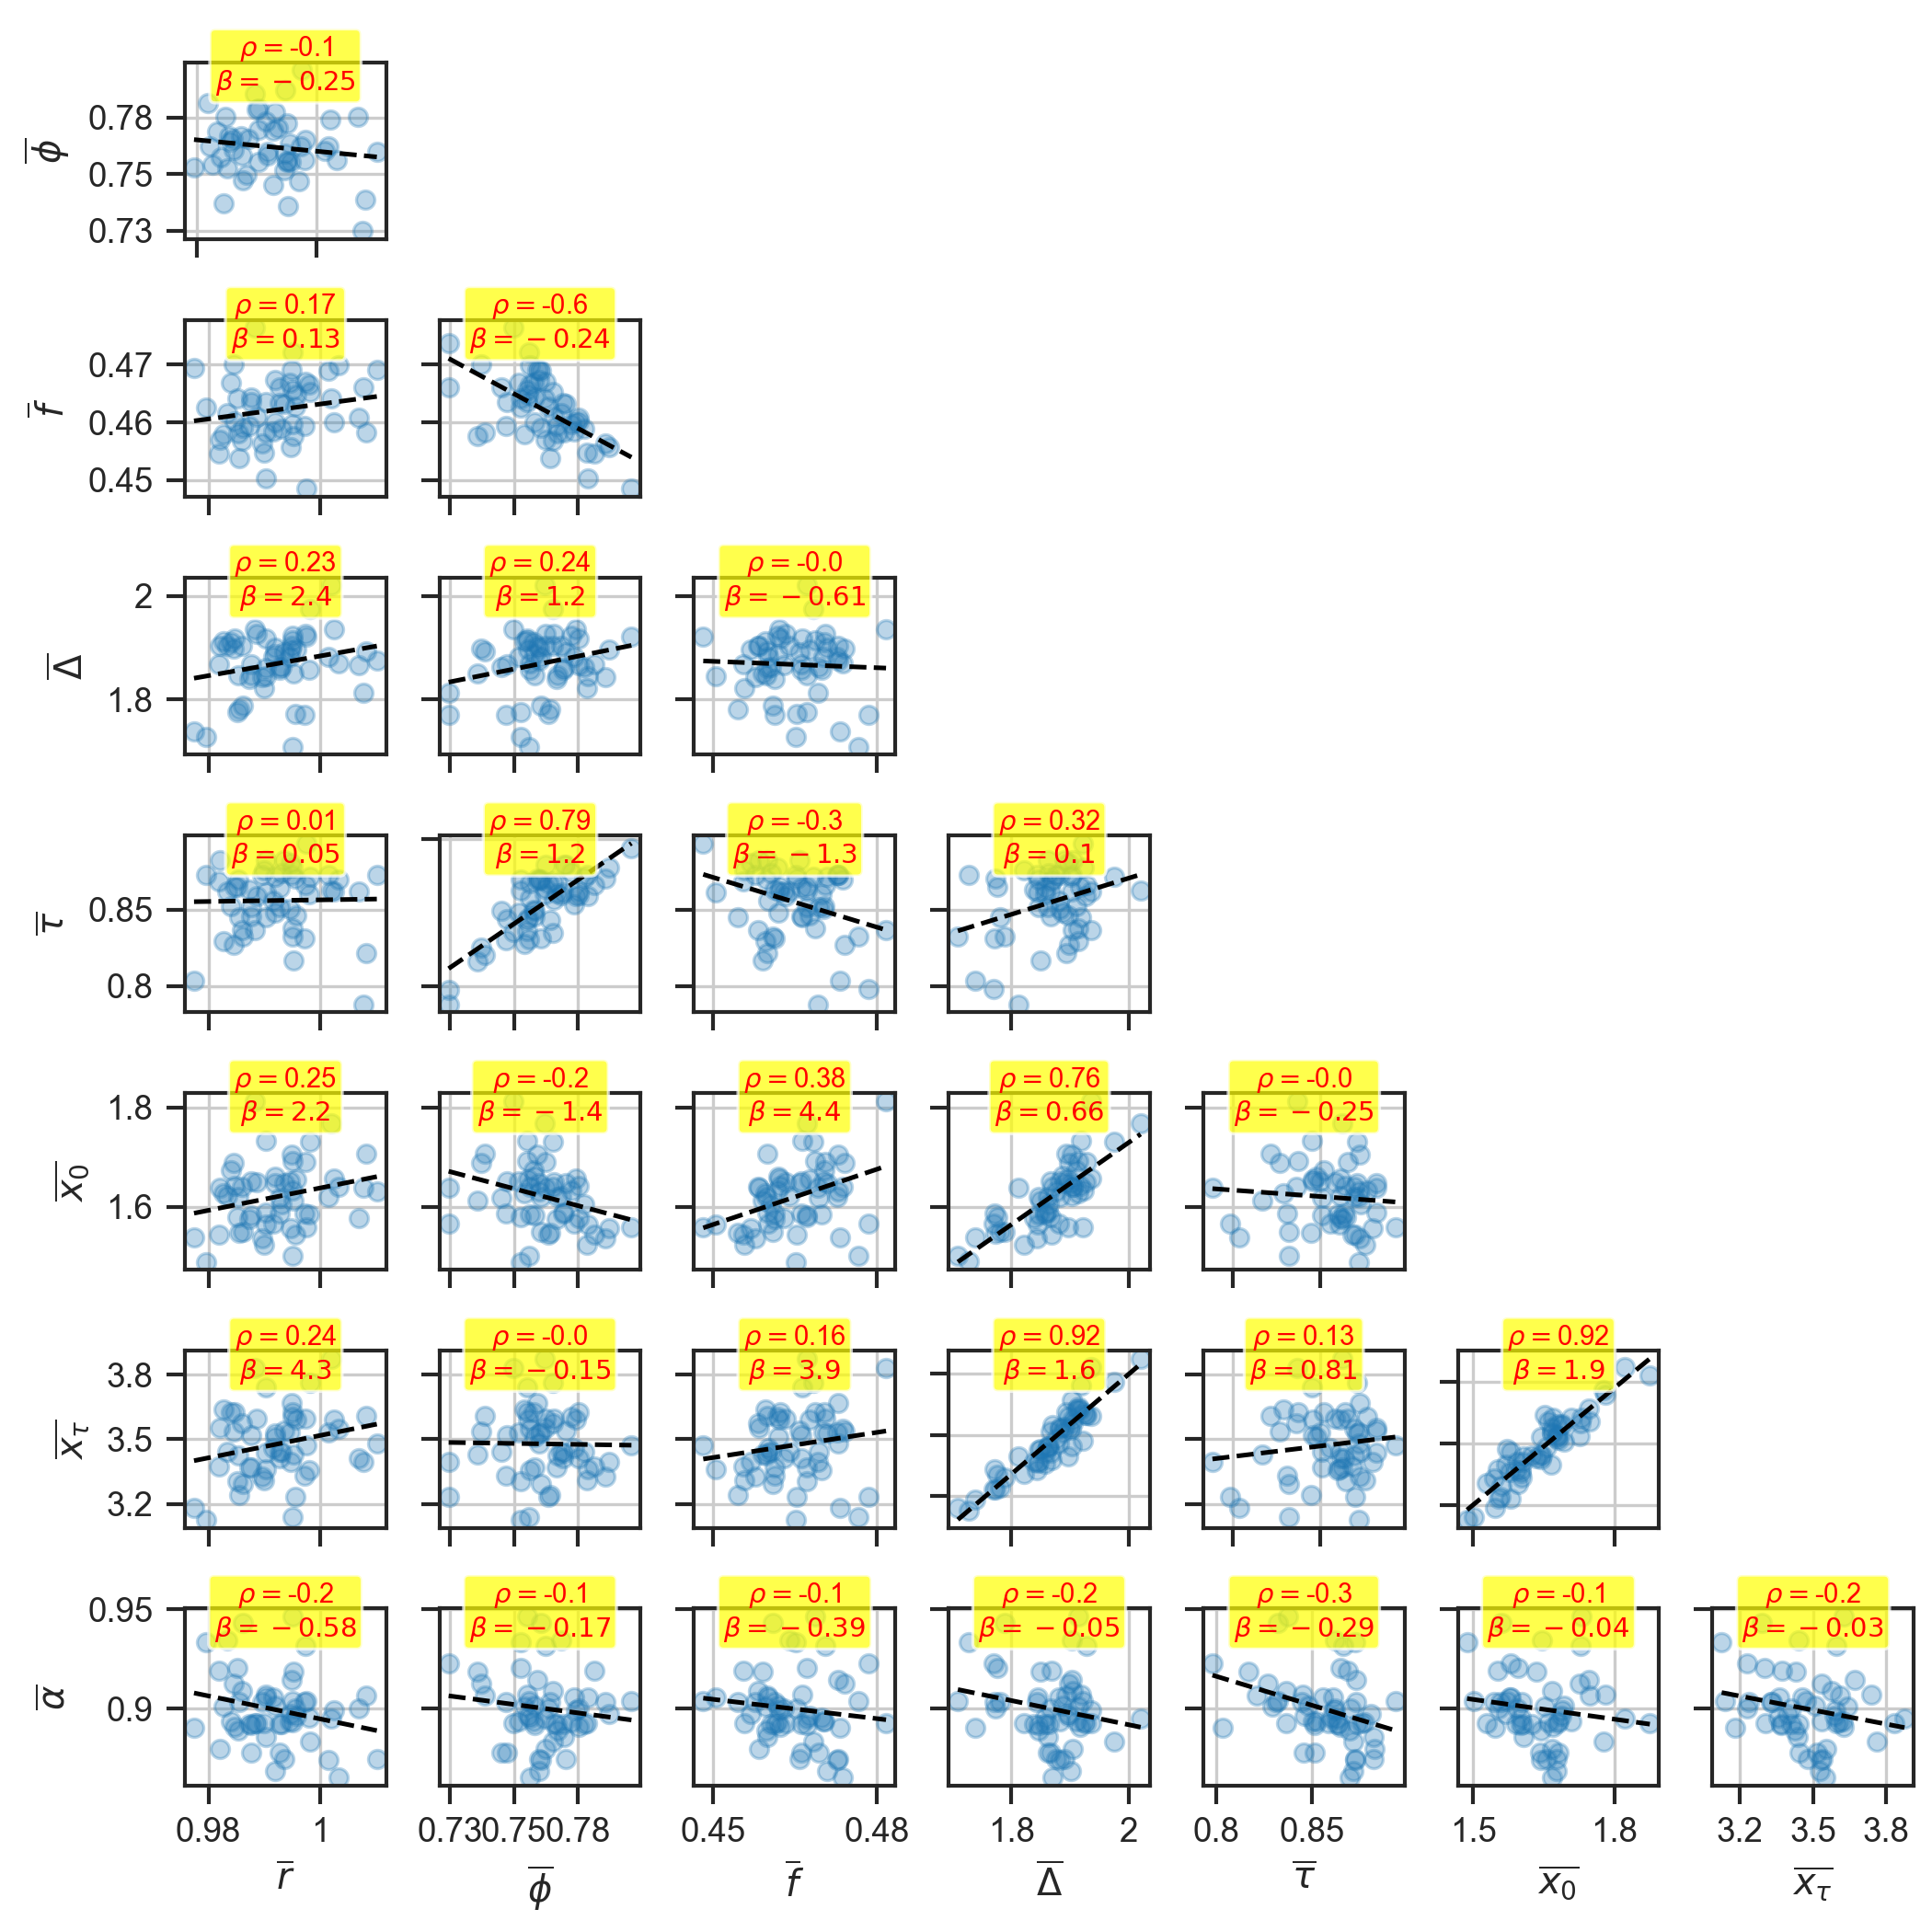 ρ = -0.1
β = −0.25
0.78
0.75
0.73
ϕ̅
ρ = 0.17
β = 0.13
ρ = -0.6
β = −0.24
0.47
0.46
0.45
f̅
ρ = 0.23
β = 2.4
ρ = 0.24
β = 1.2
ρ = -0.0
β = −0.61
2
1.8
Δ̅
ρ = 0.01
β = 0.05
ρ = 0.79
β = 1.2
ρ = -0.3
β = −1.3
ρ = 0.32
β = 0.1
0.85
0.8
τ̅
ρ = 0.25
β = 2.2
ρ = -0.2
β = −1.4
ρ = 0.38
β = 4.4
ρ = 0.76
β = 0.66
ρ = -0.0
β = −0.25
1.8
1.6
x̅₀
ρ = 0.24
β = 4.3
ρ = -0.0
β = −0.15
ρ = 0.16
β = 3.9
ρ = 0.92
β = 1.6
ρ = 0.13
β = 0.81
ρ = 0.92
β = 1.9
3.8
3.5
3.2
x̅_τ
ρ = -0.2
β = −0.58
ρ = -0.1
β = −0.17
ρ = -0.1
β = −0.39
ρ = -0.2
β = −0.05
ρ = -0.3
β = −0.29
ρ = -0.1
β = −0.04
ρ = -0.2
β = −0.03
0.95
0.9
α̅
0.98 1 0.73 0.75 0.78 0.45 0.48 1.8 2 0.8 0.85 1.5 1.8 3.2 3.5 3.8
r̅ ϕ̅ f̅ Δ̅ τ̅ x̅₀ x̅_τ